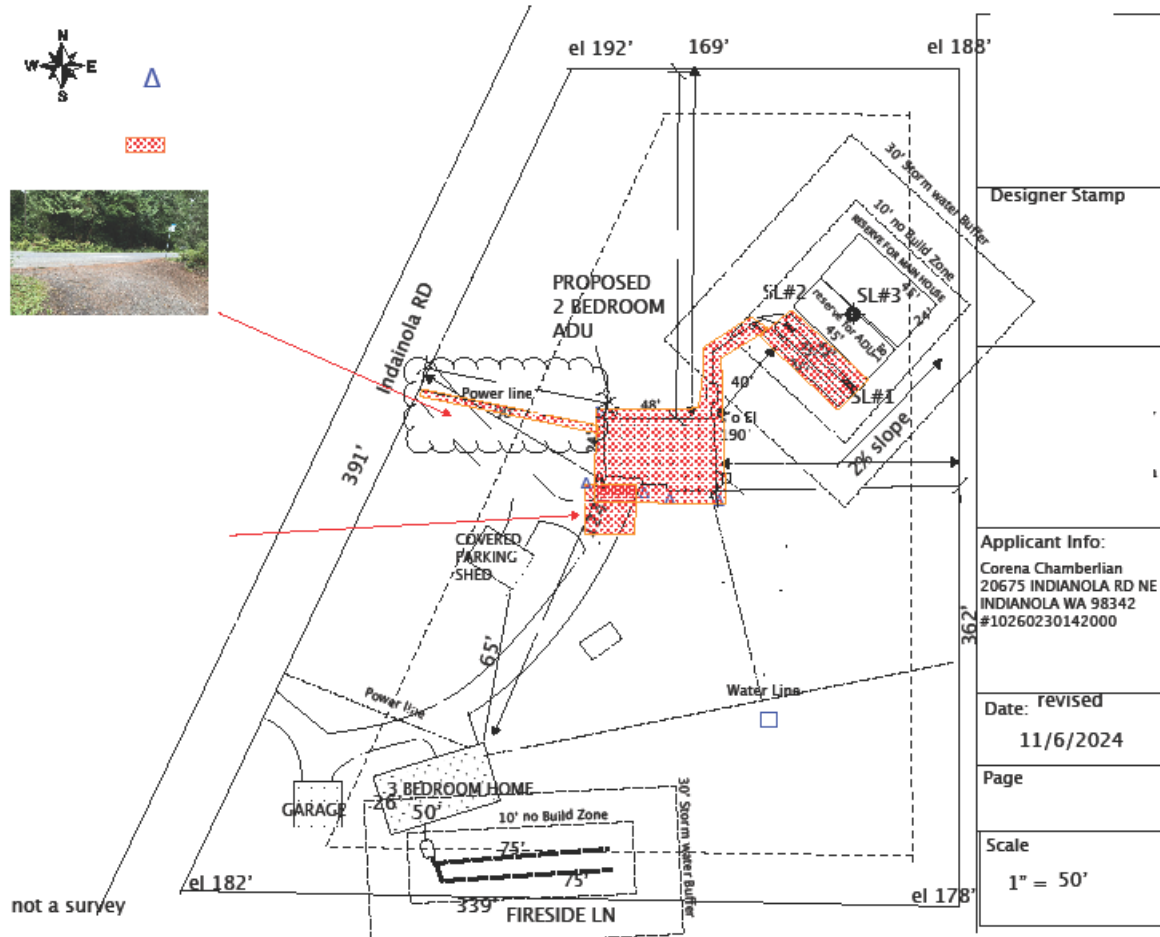 N
W E
S
Δ
el 192'
169'
el 188'
30' Storm water Buffer
10' no Build Zone
RESERVE FOR MAIN HOUSE
45'
24'
Designer Stamp
PROPOSED
2 BEDROOM
ADU
SL#2
SL#3
reserve for ADU
45'
SL#1
Indainola RD
Power line
48'
40'
El
24'
2% slope
391'
COVERED
PARKING
SHED
65'
Applicant Info:
Corena Chamberlian
20675 INDIANOLA RD NE
INDIANOLA WA 98342
#10260230142000
362'
Power line
Water Line
Date: revised
11/6/2024
Page
GARAGE
3 BEDROOM HOME
26'
50'
10' no Build Zone
30' Storm water Buffer
75'
75'
Scale
1" = 50'
el 182'
el 178'
not a survey
339'
FIRESIDE LN